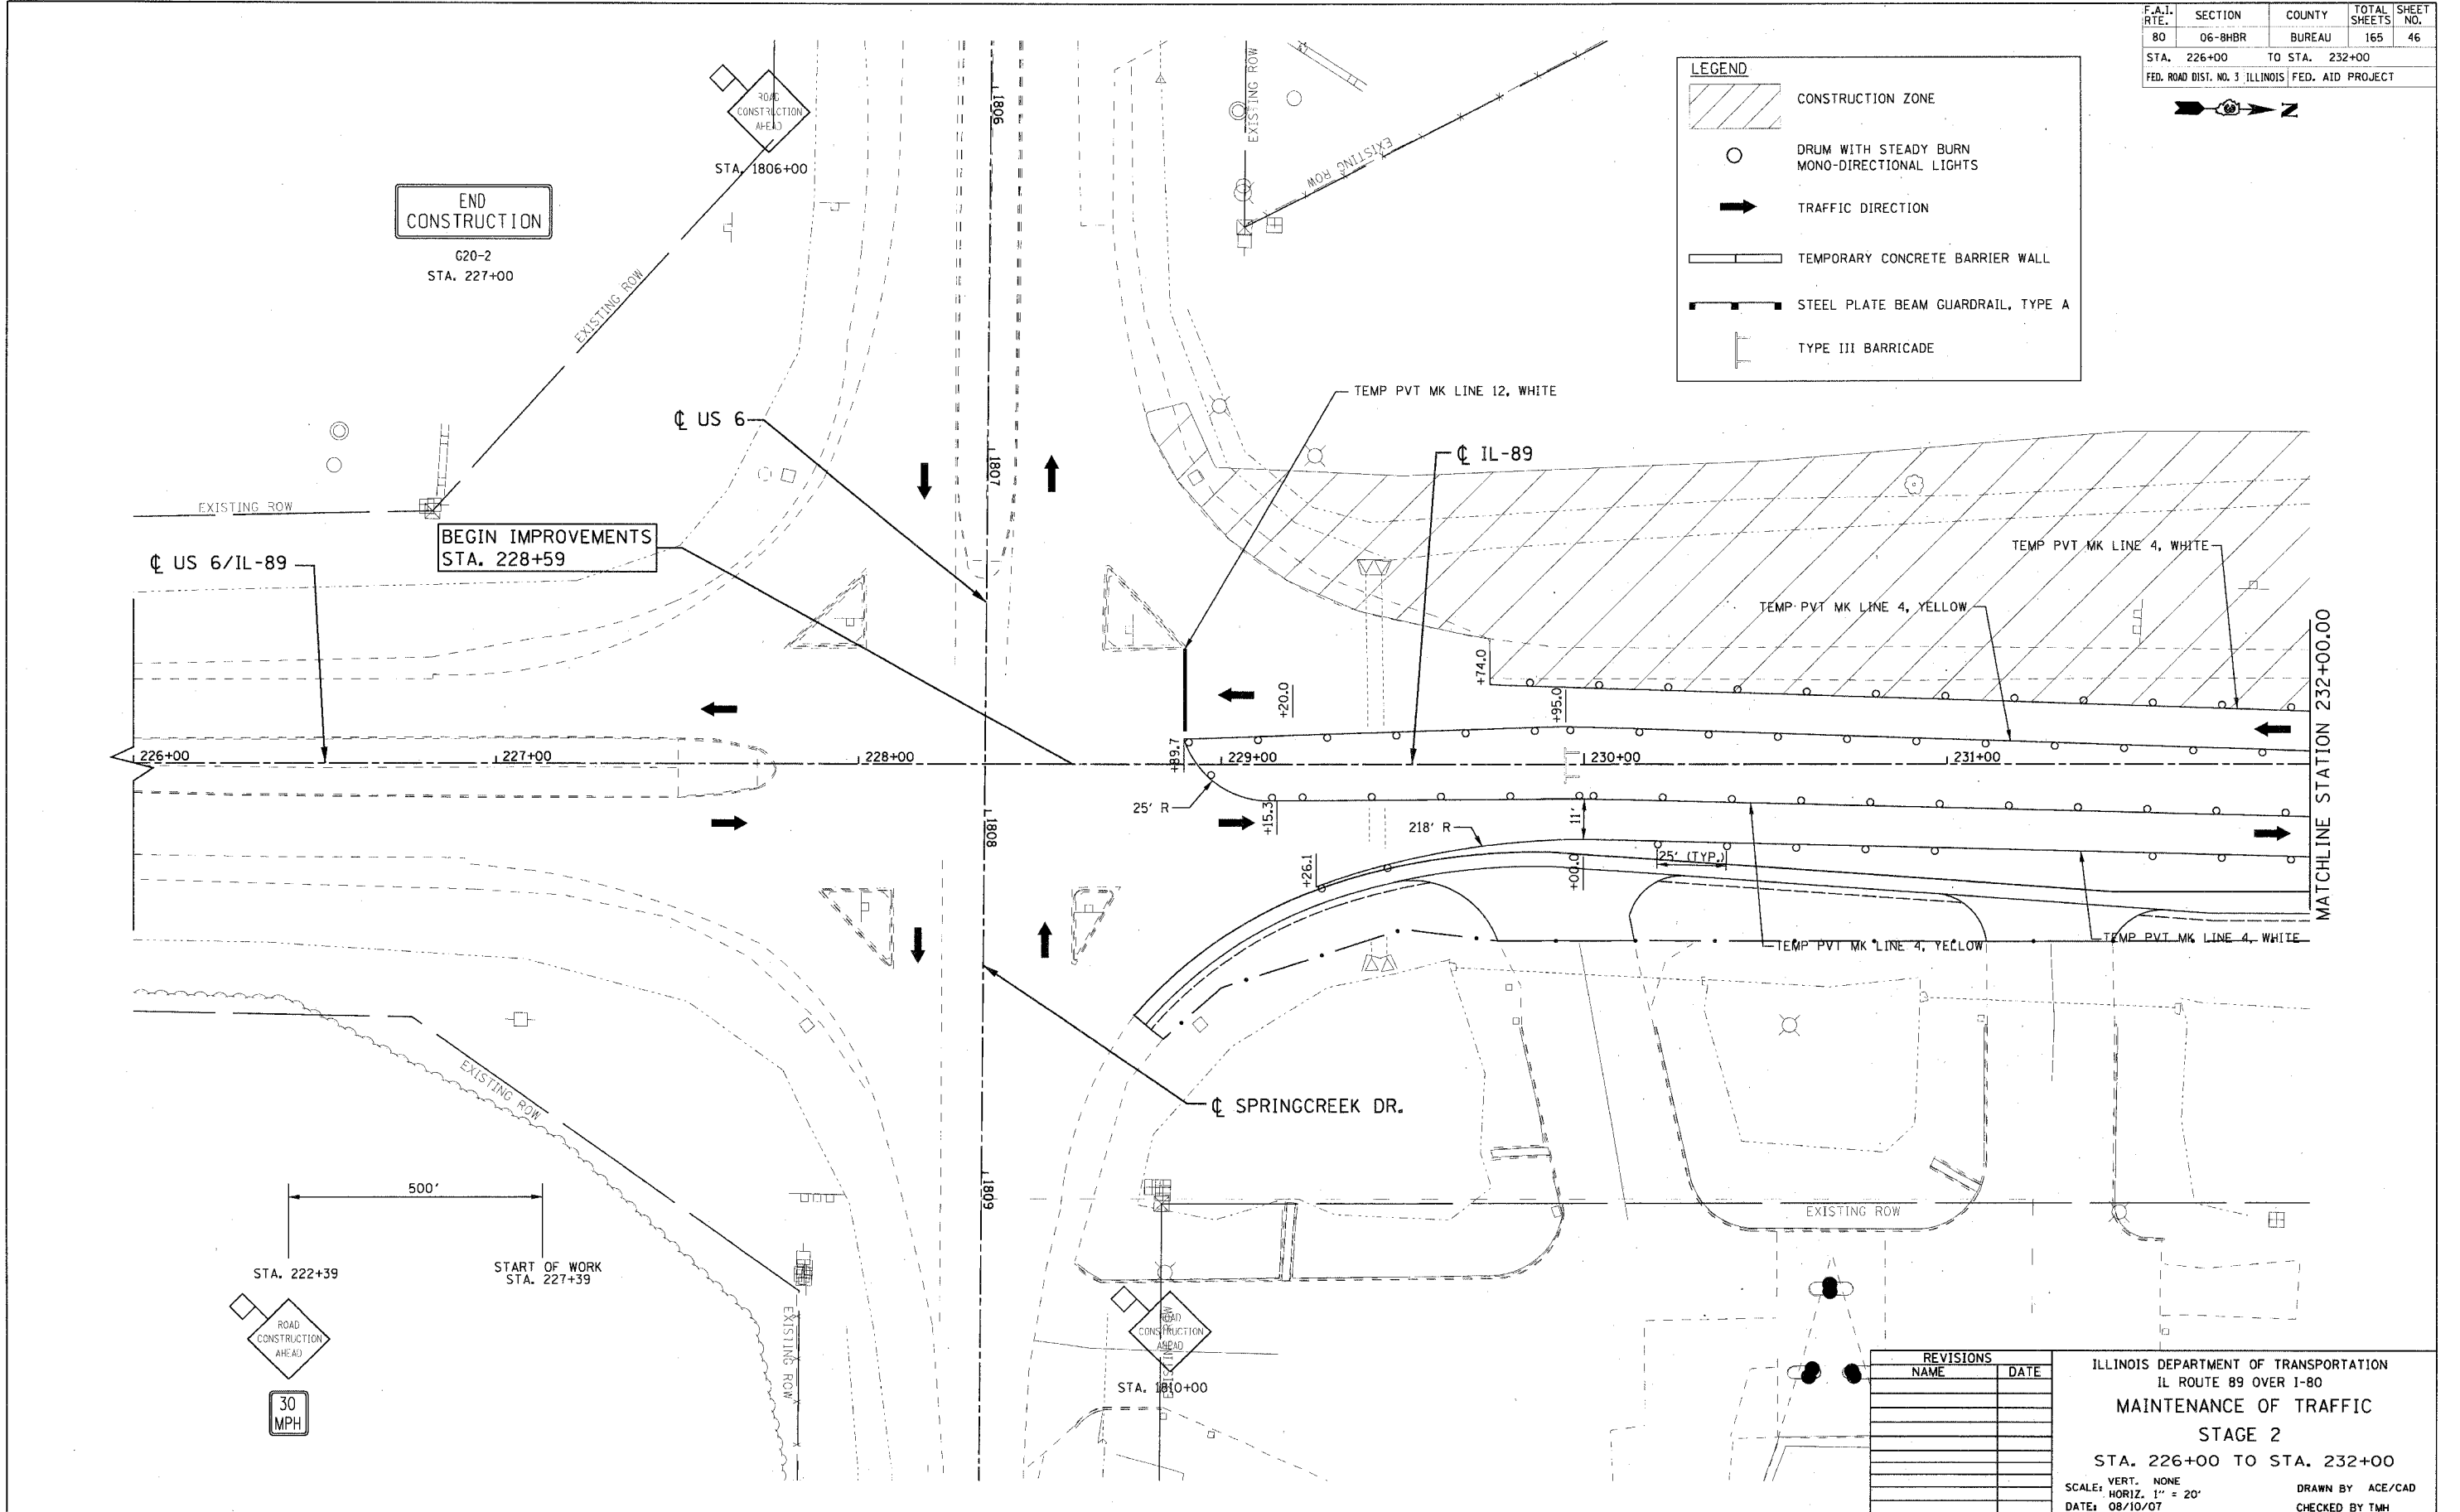 F.A.I. RTE. SECTION COUNTY TOTAL SHEETS SHEET NO.
80 06-8HBR BUREAU 165 46
STA. 226+00 TO STA. 232+00
FED. ROAD DIST. NO. 3 ILLINOIS FED. AID PROJECT
N
LEGEND
CONSTRUCTION ZONE
DRUM WITH STEADY BURN
MONO-DIRECTIONAL LIGHTS
TRAFFIC DIRECTION
TEMPORARY CONCRETE BARRIER WALL
STEEL PLATE BEAM GUARDRAIL, TYPE A
TYPE III BARRICADE
ROAD
CONSTRUCTION
AHEAD
STA. 1806+00
END
CONSTRUCTION
G20-2
STA. 227+00
EXISTING ROW
EXISTING ROW
EXISTING ROW
EXISTING ROW
1806
1807
1808
1809
TEMP PVT MK LINE 12, WHITE
℄ US 6
℄ IL-89
BEGIN IMPROVEMENTS
STA. 228+59
℄ US 6/IL-89
TEMP PVT MK LINE 4, WHITE
TEMP PVT MK LINE 4, YELLOW
+74.0
+20.0
+95.0
+89.7
226+00
227+00
228+00
229+00
230+00
231+00
MATCHLINE STATION 232+00.00
25' R
+15.3
218' R
11'
+26.1
+00.0
25' (TYP.)
TEMP PVT MK LINE 4, YELLOW
TEMP PVT MK LINE 4, WHITE
℄ SPRINGCREEK DR.
EXISTING ROW
EXISTING ROW
EXISTING ROW
EXISTING ROW
500'
STA. 222+39
START OF WORK
STA. 227+39
ROAD
CONSTRUCTION
AHEAD
30
MPH
ROAD
CONSTRUCTION
AHEAD
STA. 1810+00
REVISIONS
NAME DATE
ILLINOIS DEPARTMENT OF TRANSPORTATION
IL ROUTE 89 OVER I-80
MAINTENANCE OF TRAFFIC
STAGE 2
STA. 226+00 TO STA. 232+00
SCALE: VERT. NONE
HORIZ. 1" = 20'
DATE: 08/10/07
DRAWN BY ACE/CAD
CHECKED BY TMH